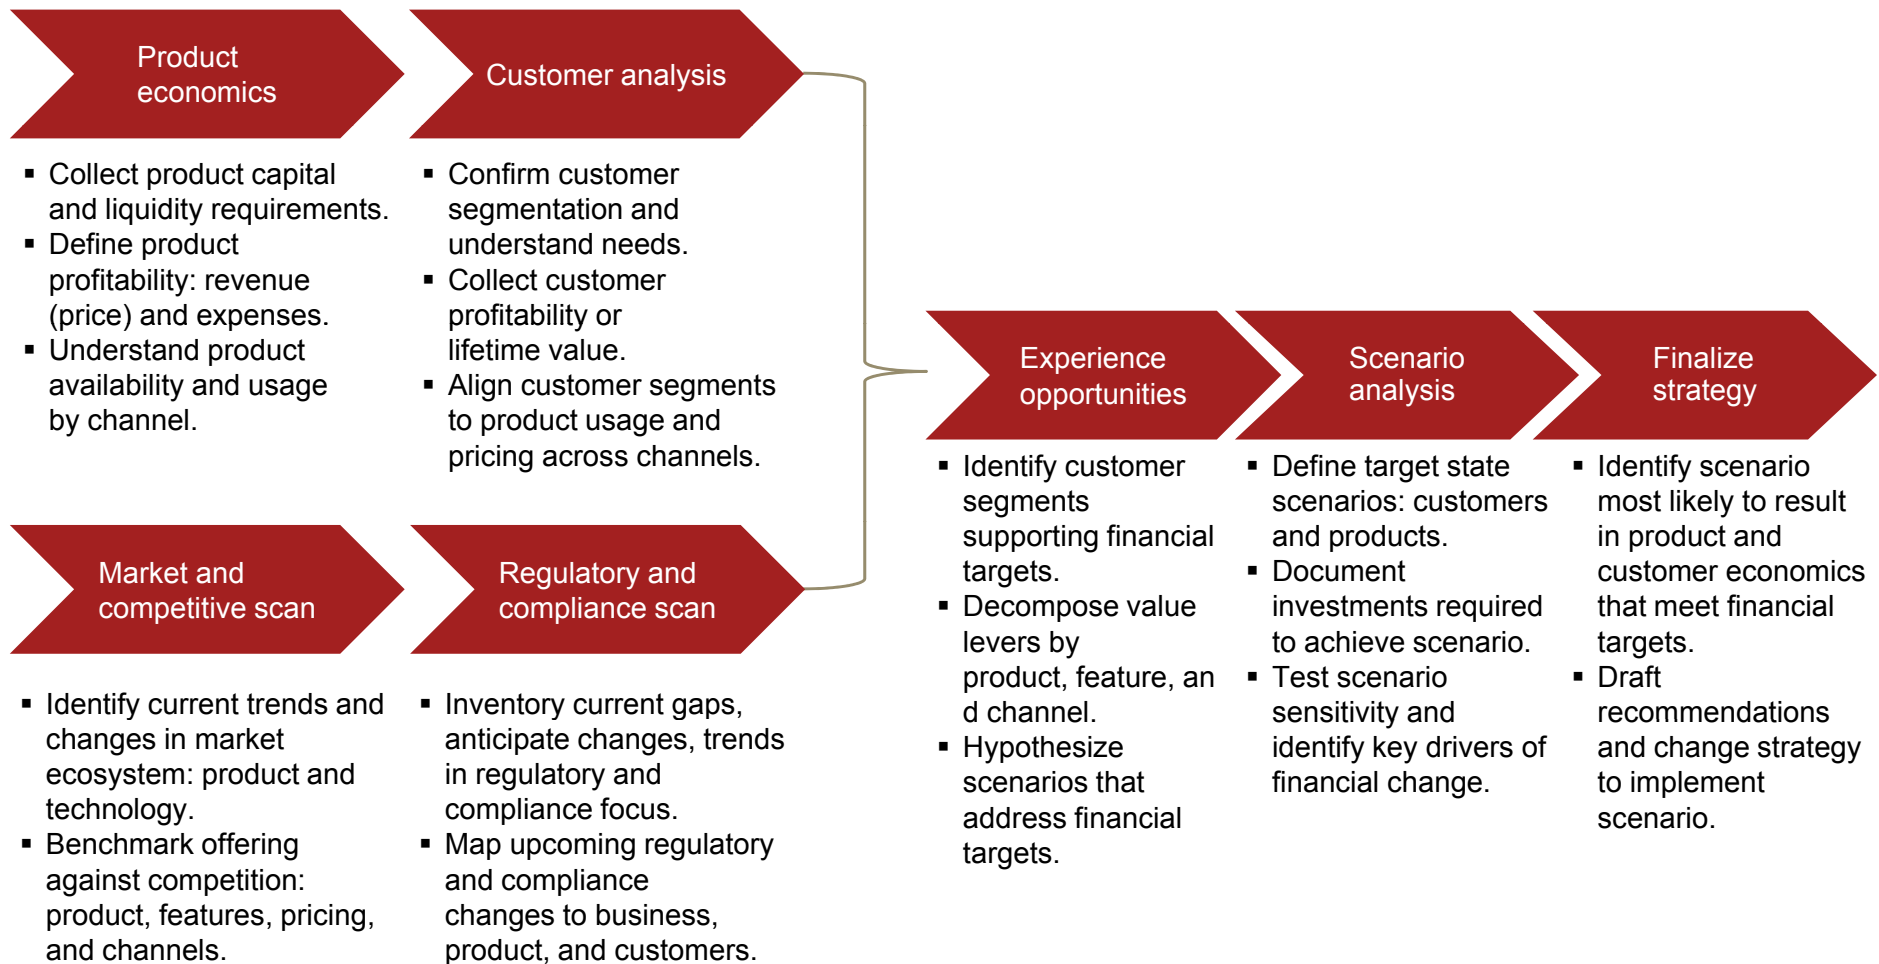 Product
economics
Customer analysis
▪ Collect product capital
and liquidity requirements.
▪ Define product
profitability: revenue
(price) and expenses.
▪ Understand product
availability and usage
by channel.
▪ Confirm customer
segmentation and
understand needs.
▪ Collect customer
profitability or
lifetime value.
▪ Align customer segments
to product usage and
pricing across channels.
Market and
competitive scan
Regulatory and
compliance scan
▪ Identify current trends and
changes in market
ecosystem: product and
technology.
▪ Benchmark offering
against competition:
product, features, pricing,
and channels.
▪ Inventory current gaps,
anticipate changes, trends
in regulatory and
compliance focus.
▪ Map upcoming regulatory
and compliance
changes to business,
product, and customers.
Experience
opportunities
Scenario
analysis
Finalize
strategy
▪ Identify customer
segments
supporting financial
targets.
▪ Decompose value
levers by
product, feature, an
d channel.
▪ Hypothesize
scenarios that
address financial
targets.
▪ Define target state
scenarios: customers
and products.
▪ Document
investments required
to achieve scenario.
▪ Test scenario
sensitivity and
identify key drivers of
financial change.
▪ Identify scenario
most likely to result
in product and
customer economics
that meet financial
targets.
▪ Draft
recommendations
and change strategy
to implement
scenario.